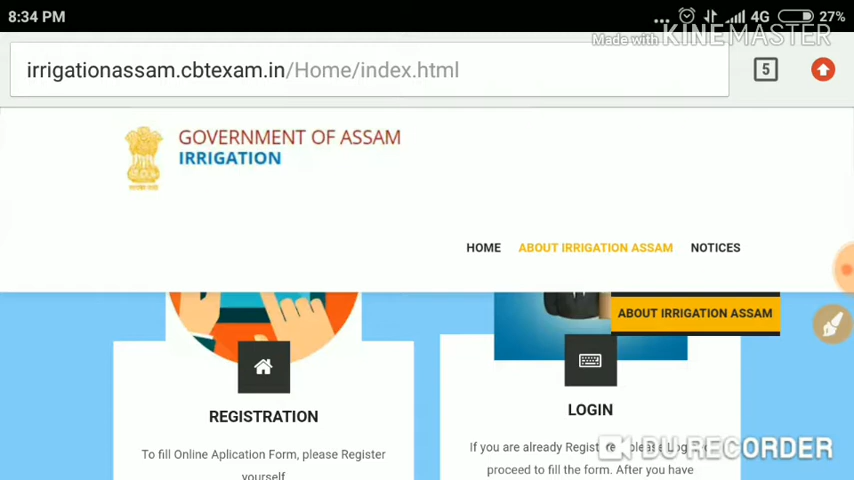 8:34 PM
... 4G 27%
Made with KINEMASTER
irrigationassam.cbtexam.in/Home/index.html
5
GOVERNMENT OF ASSAM
IRRIGATION
HOME ABOUT IRRIGATION ASSAM NOTICES
ABOUT IRRIGATION ASSAM
REGISTRATION
To fill Online Aplication Form, please Register
yourself
LOGIN
If you are already please
proceed to fill the form. After you have
DU RECORDER